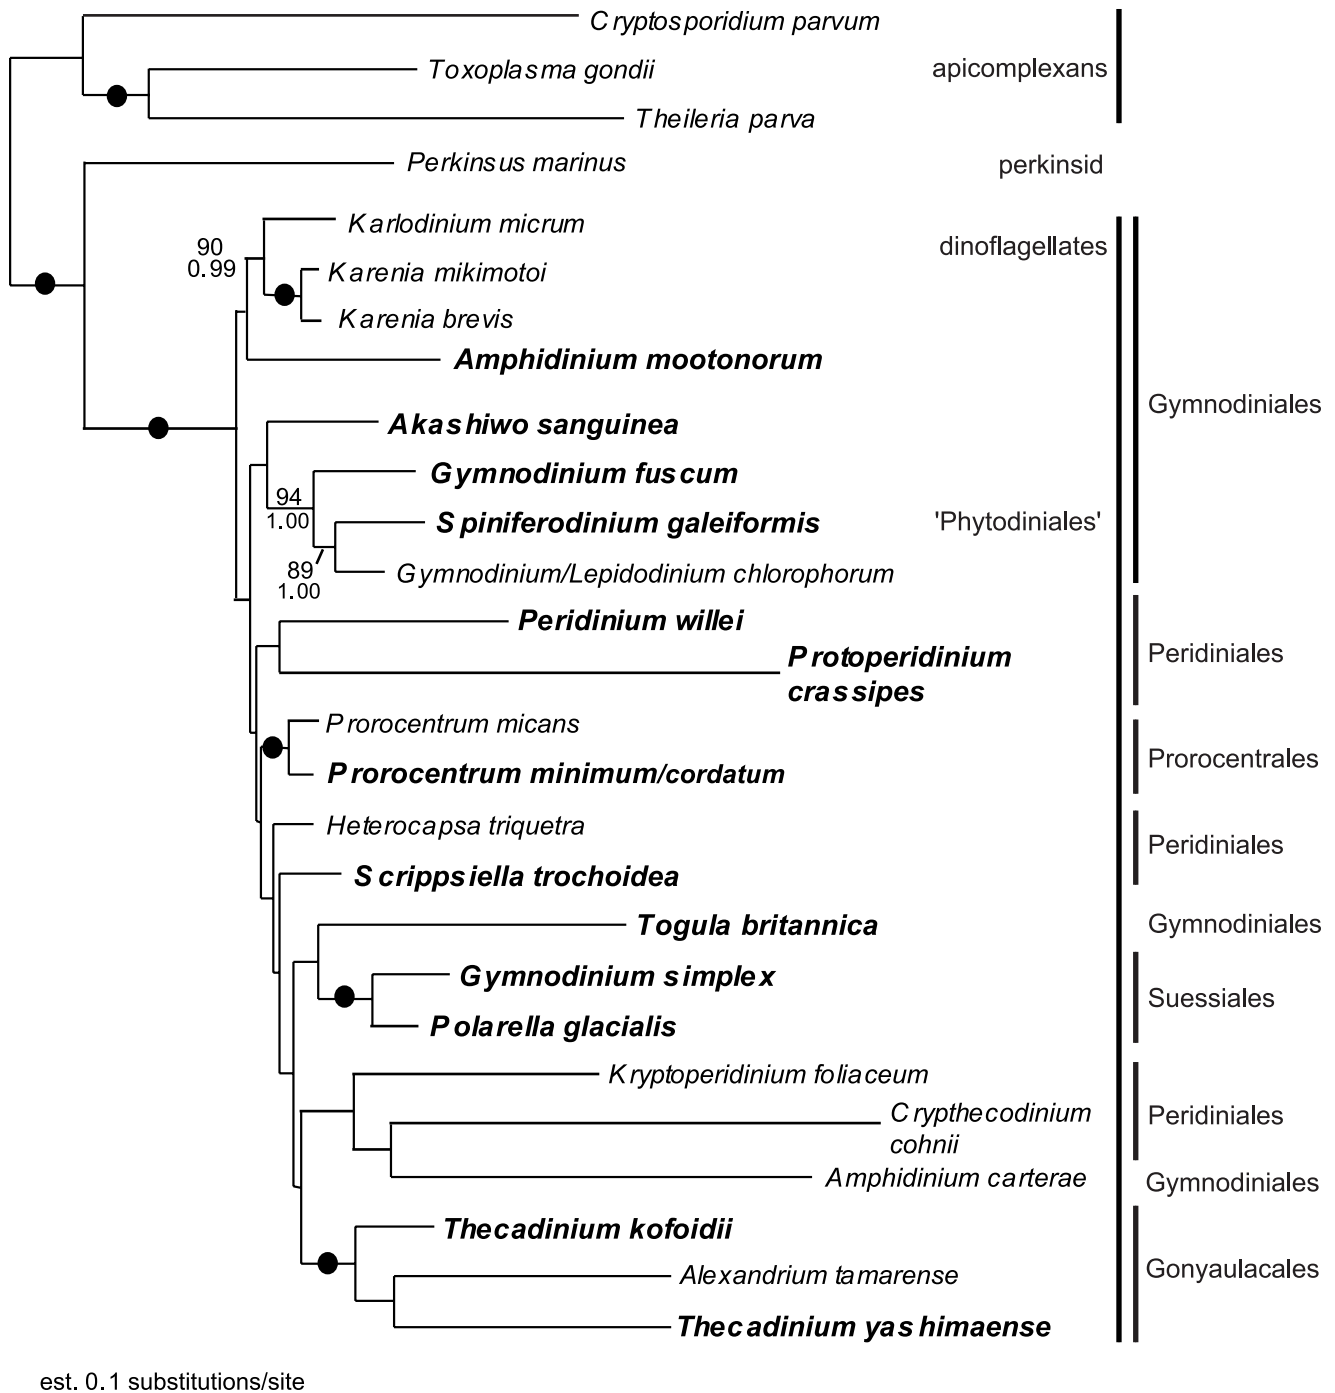 Cryptosporidium parvum
Toxoplasma gondii
apicomplexans
Theileria parva
Perkinsus marinus
perkinsid
Karlodinium micrum
dinoflagellates
90
0.99
Karenia mikimotoi
Karenia brevis
Amphidinium mootonorum
Gymnodiniales
Akashiwo sanguinea
Gymnodinium fuscum
94
1.00
Spiniferodinium galeiformis
'Phytodiniales'
89
1.00
Gymnodinium/Lepidodinium chlorophorum
Peridinium willei
Peridiniales
Protoperidinium
crassipes
Prorocentrum micans
Prorocentrales
Prorocentrum minimum/cordatum
Heterocapsa triquetra
Peridiniales
Scrippsiella trochoidea
Togula britannica
Gymnodiniales
Gymnodinium simplex
Suessiales
Polarella glacialis
Kryptoperidinium foliaceum
Crypthecodinium
cohnii
Peridiniales
Amphidinium carterae
Gymnodiniales
Thecadinium kofoidii
Alexandrium tamarense
Gonyaulacales
Thecadinium yashimaense
est. 0.1 substitutions/site